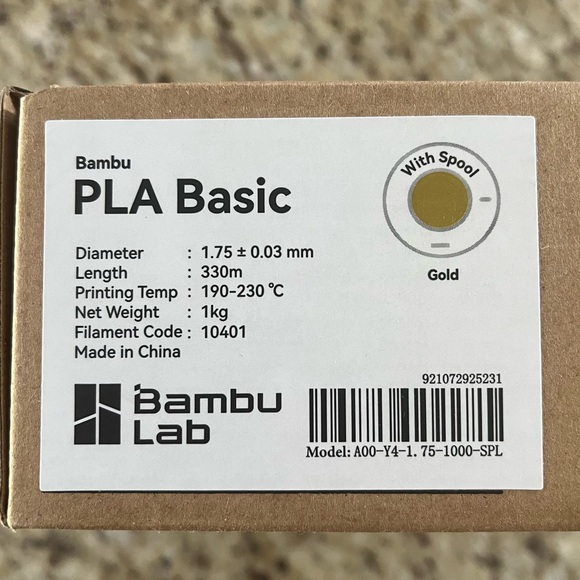 Bambu
PLA Basic
With Spool
Gold
Diameter : 1.75 ± 0.03 mm
Length : 330m
Printing Temp : 190-230 ℃
Net Weight : 1kg
Filament Code : 10401
Made in China
Bambu
Lab
921072925231
Model: A00-Y4-1.75-1000-SPL